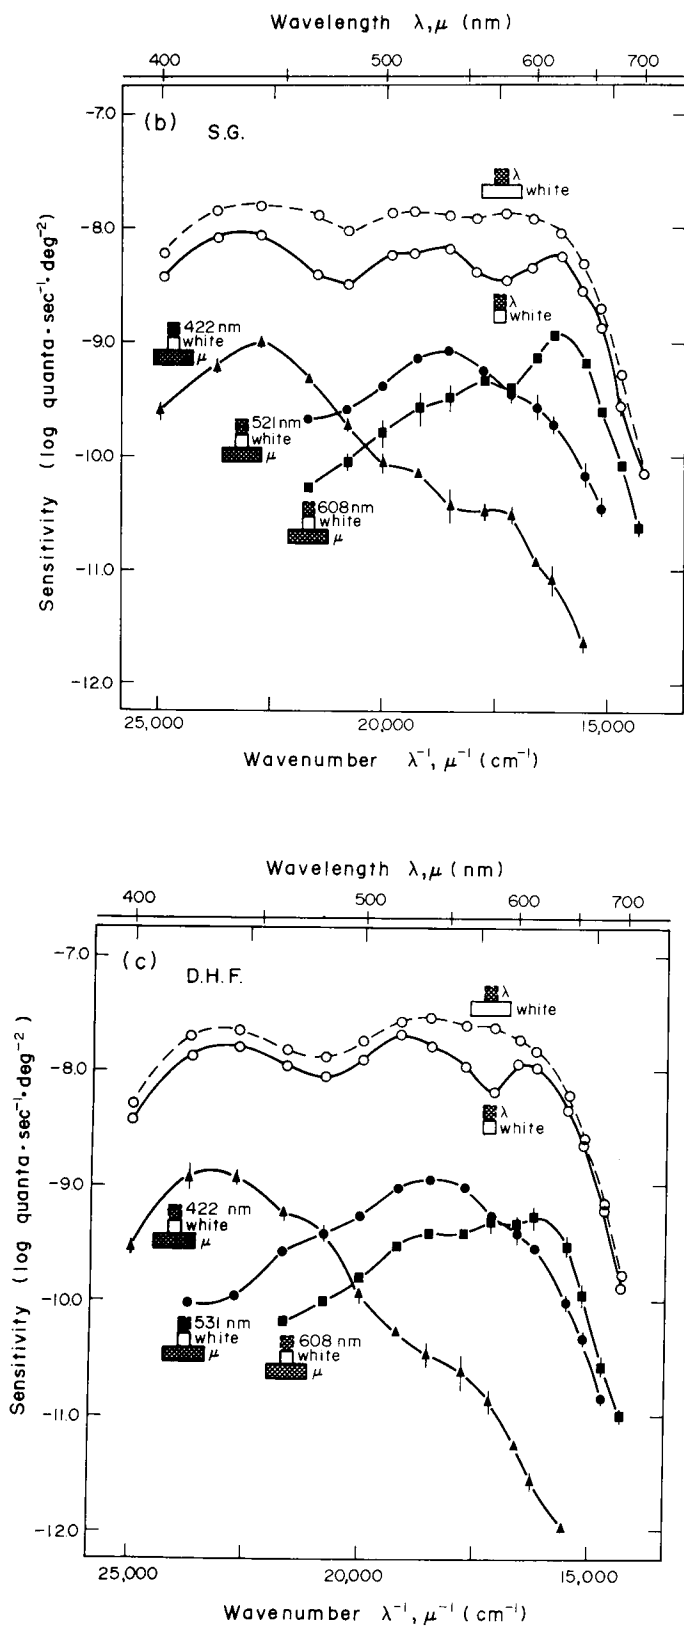 Wavelength λ,μ (nm)
400 500 600 700
(b) S.G.
-7.0
-8.0
-9.0
-10.0
-11.0
-12.0
Sensitivity (log quanta·sec⁻¹·deg⁻²)
λ
white
λ
white
422 nm
white
μ
521nm
white
μ
608nm
white
μ
25,000 20,000 15,000
Wavenumber λ⁻¹, μ⁻¹ (cm⁻¹)
Wavelength λ,μ (nm)
400 500 600 700
(c) D.H.F.
-7.0
-8.0
-9.0
-10.0
-11.0
-12.0
Sensitivity (log quanta·sec⁻¹·deg⁻²)
λ
white
λ
white
422 nm
white
μ
531 nm
white
μ
608 nm
white
μ
25,000 20,000 15,000
Wavenumber λ⁻¹, μ⁻¹ (cm⁻¹)